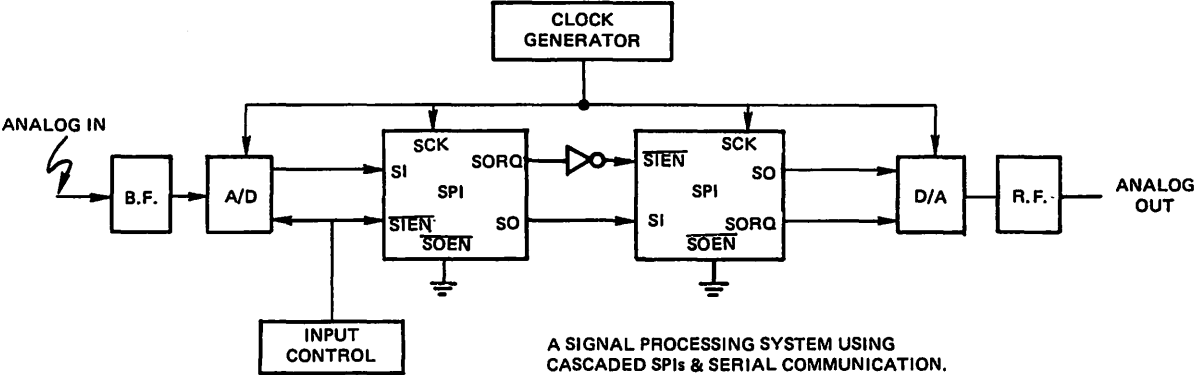 CLOCK
GENERATOR
ANALOG IN
B.F.
A/D
SCK
SI
SORQ
SPI
SIEN
SO
SOEN
SCK
SIEN
SO
SPI
SI
SORQ
SOEN
D/A
R.F.
ANALOG
OUT
INPUT
CONTROL
A SIGNAL PROCESSING SYSTEM USING
CASCADED SPIs & SERIAL COMMUNICATION.